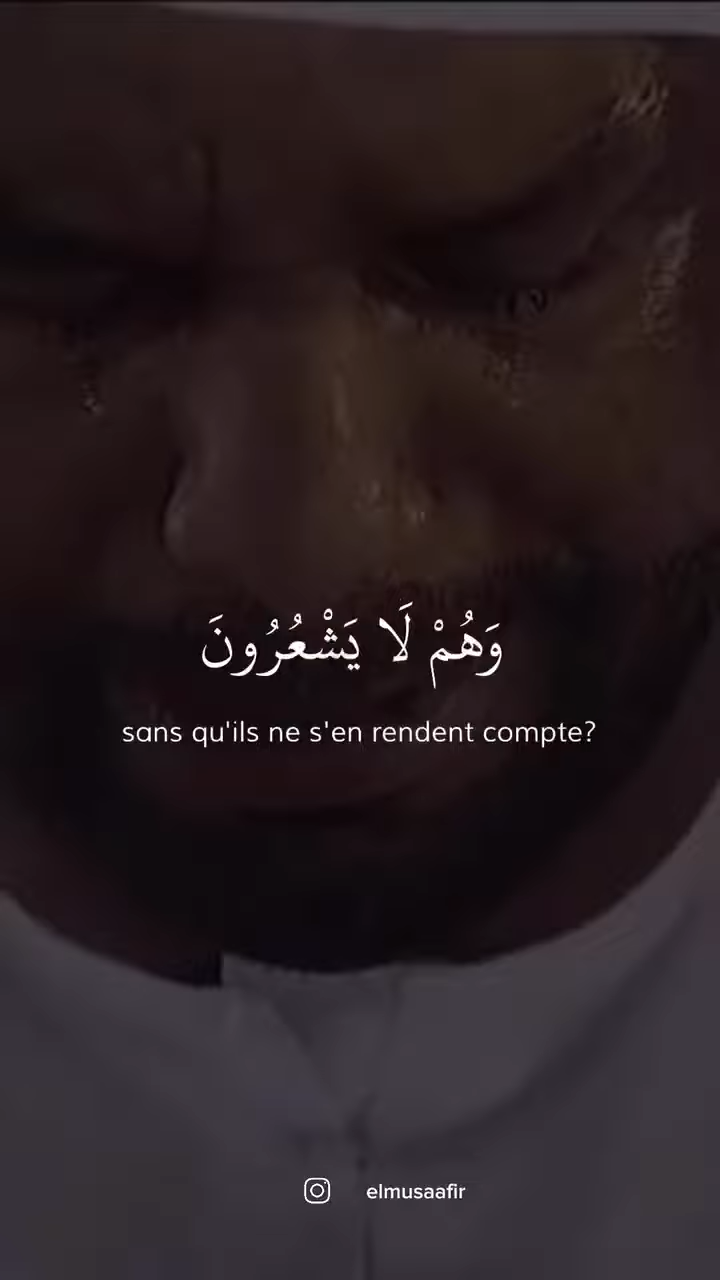 وَهُمْ لَا يَشْعُرُونَ
sans qu'ils ne s'en rendent compte?
elmusaafir